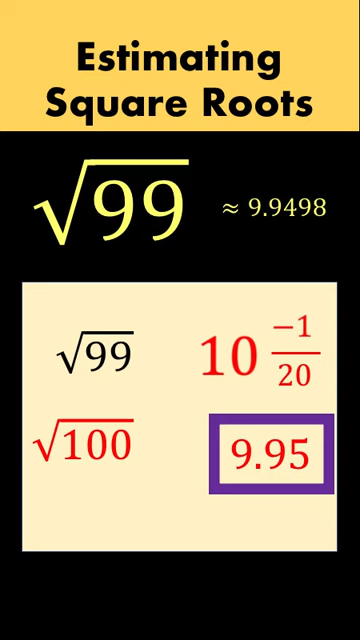 Estimating
Square Roots
√99 ≈ 9.9498
√99 10 −1/20
√100 9.95